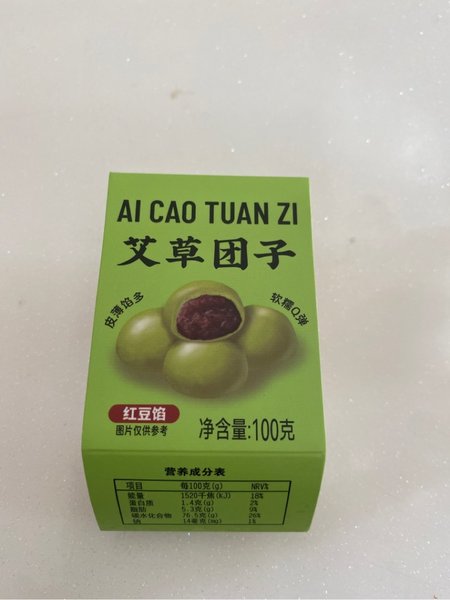 AI CAO TUAN ZI
艾草团子
皮薄馅多
软糯Q弹
红豆馅
图片仅供参考
净含量:100克
营养成分表
项目 每100克(g) NRV%
能量 1520千焦(kJ) 18%
蛋白质 1.4克(g) 2%
脂肪 5.3克(g) 9%
碳水化合物 76.5克(g) 26%
钠 14毫克(mg) 1%